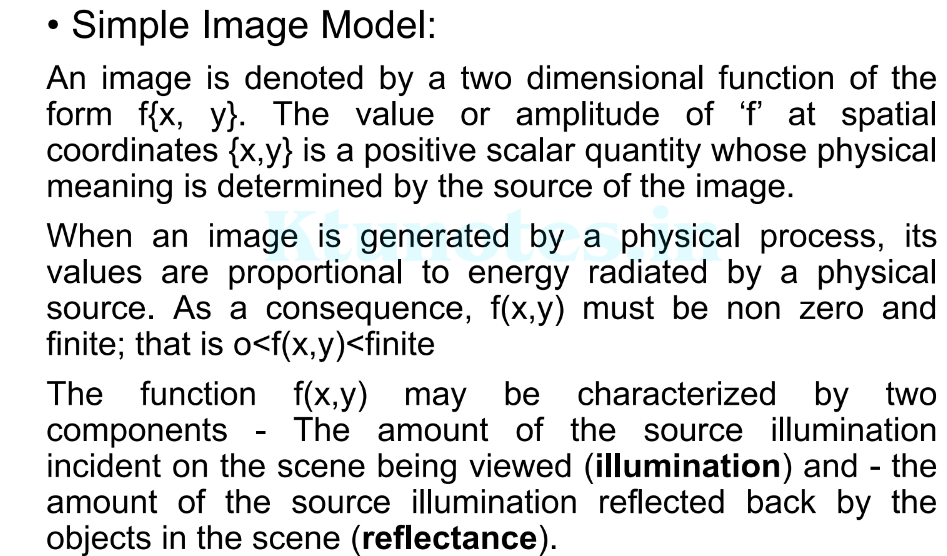 • Simple Image Model:
An image is denoted by a two dimensional function of the
form f{x, y}. The value or amplitude of ‘f’ at spatial
coordinates {x,y} is a positive scalar quantity whose physical
meaning is determined by the source of the image.
Ktunotes.in
When an image is generated by a physical process, its
values are proportional to energy radiated by a physical
source. As a consequence, f(x,y) must be non zero and
finite; that is o<f(x,y)<finite
The function f(x,y) may be characterized by two
components - The amount of the source illumination
incident on the scene being viewed (illumination) and - the
amount of the source illumination reflected back by the
objects in the scene (reflectance).